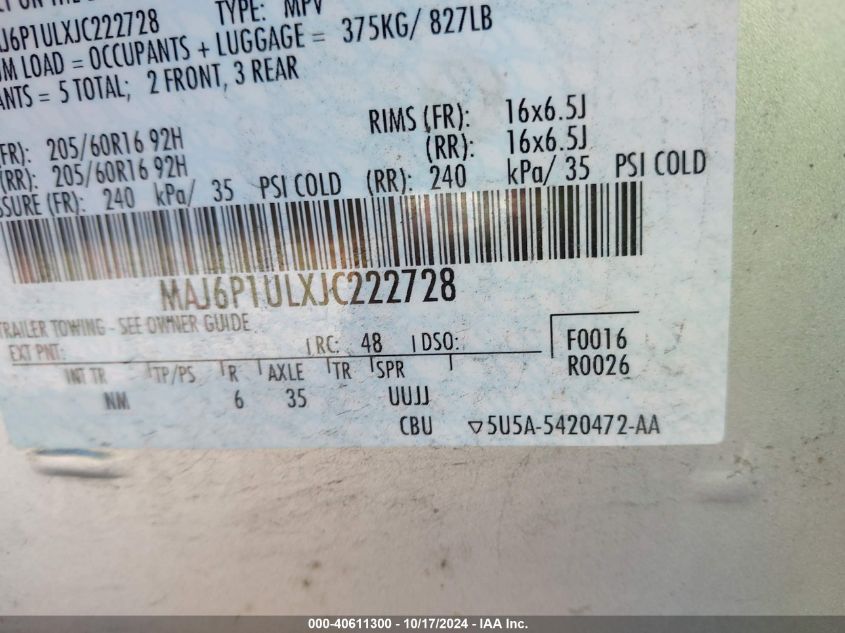 TYPE: MPV
J6P1ULXJC222728
LOAD = OCCUPANTS + LUGGAGE = 375KG/ 827LB
= 5 TOTAL; 2 FRONT, 3 REAR
RIMS (FR): 16x6.5J
(RR): 16x6.5J
(FR): 205/60R16 92H
(RR): 205/60R16 92H
(FR): 240 kPa/ 35 PSI COLD (RR): 240 kPa/ 35 PSI COLD
MAJ6P1ULXJC222728
TRAILER TOWING - SEE OWNER GUIDE
EXT PNT: RC: 48 DSO: F0016
R0026
INT TR TP/PS R AXLE TR SPR
NM 6 35 UUJJ
CBU ▽5U5A-5420472-AA
000-40611300 - 10/17/2024 - IAA Inc.